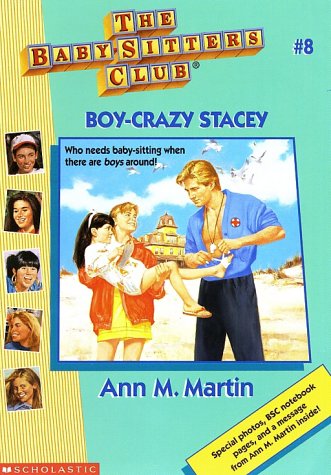 THE
BABY-SITTERS
CLUB®
#8
BOY-CRAZY STACEY
Who needs baby-sitting when
there are boys around!
Ann M. Martin
Special photos, BSC notebook
pages, and a message
from Ann M. Martin inside!
SCHOLASTIC